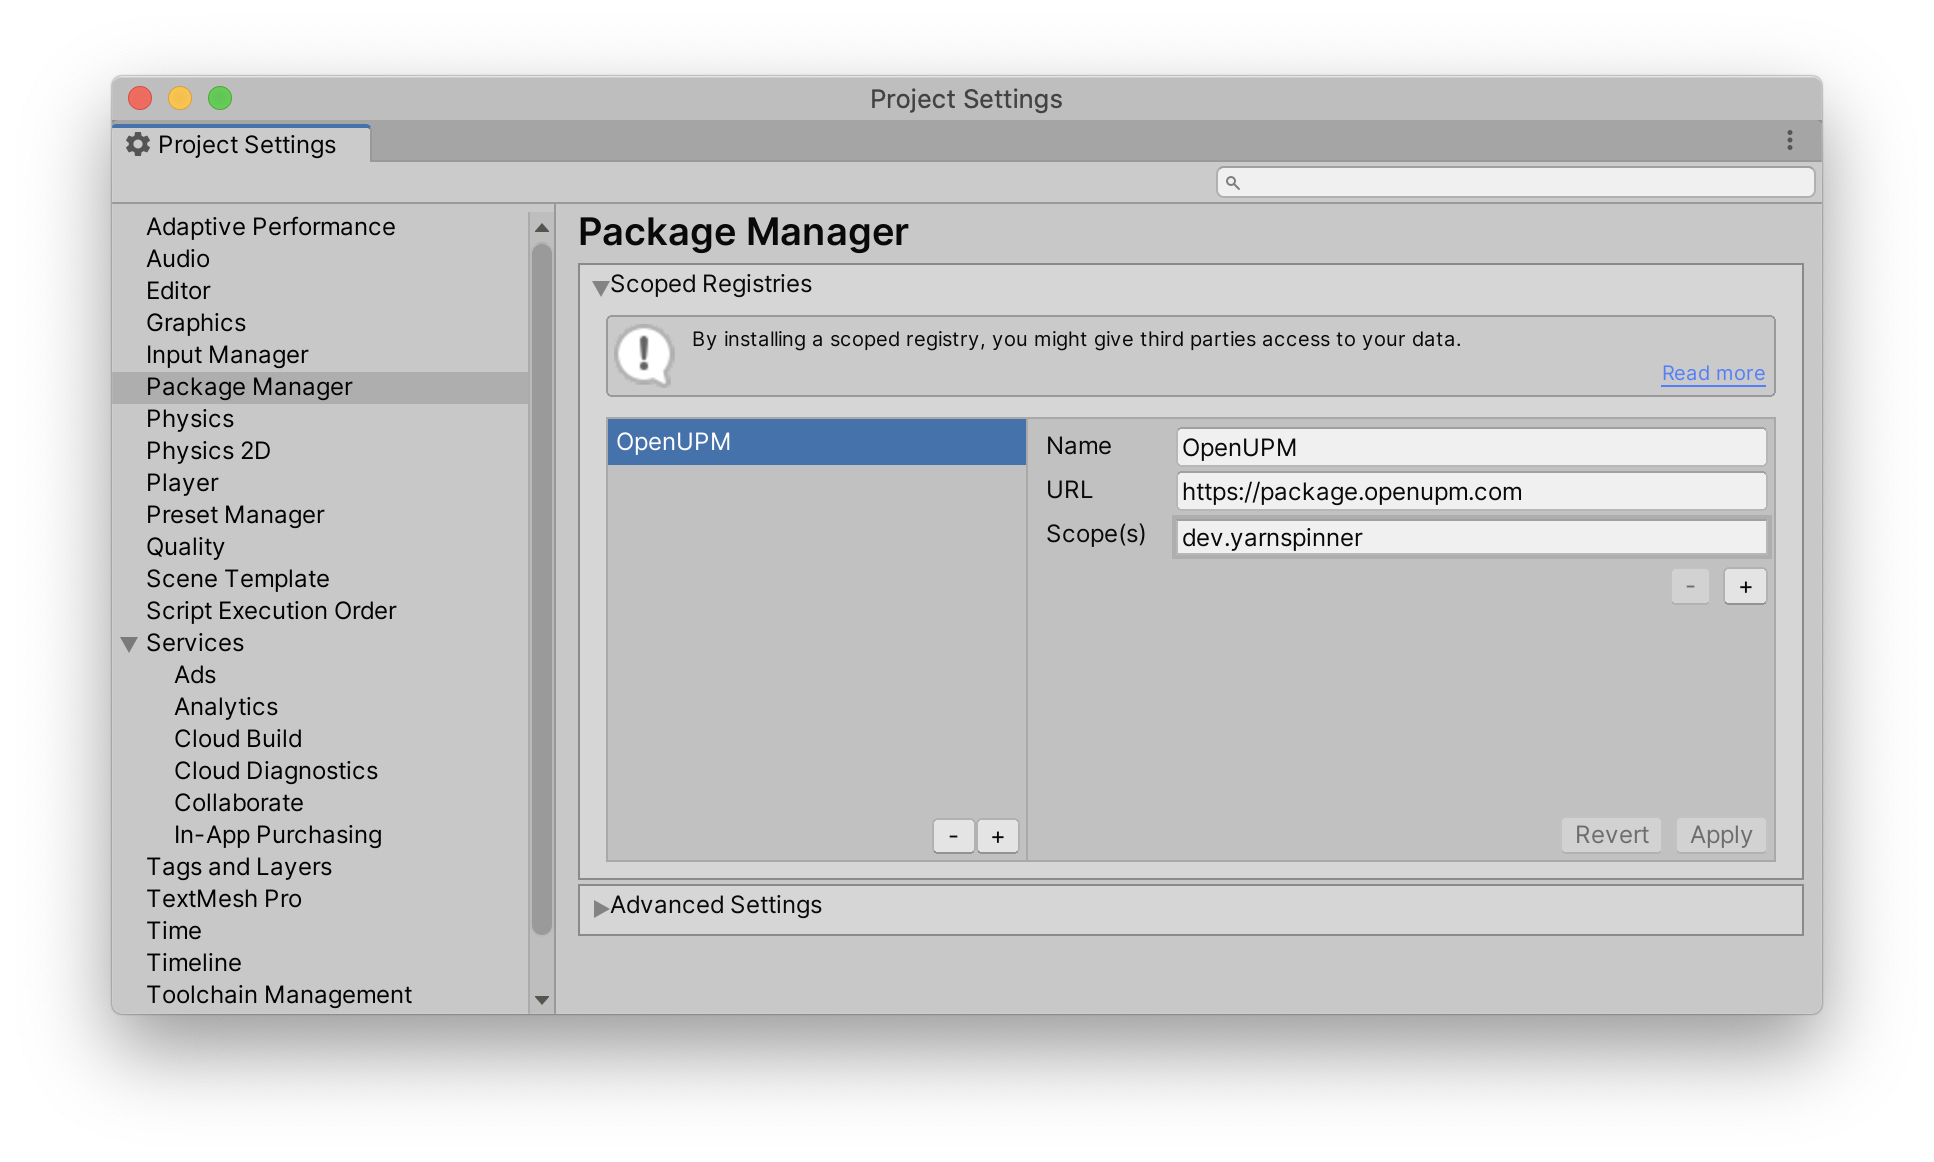 Project Settings
Project Settings
Adaptive Performance
Audio
Editor
Graphics
Input Manager
Package Manager
Physics
Physics 2D
Player
Preset Manager
Quality
Scene Template
Script Execution Order
Services
Ads
Analytics
Cloud Build
Cloud Diagnostics
Collaborate
In-App Purchasing
Tags and Layers
TextMesh Pro
Time
Timeline
Toolchain Management
Package Manager
Scoped Registries
By installing a scoped registry, you might give third parties access to your data.
Read more
OpenUPM
- +
Name OpenUPM
URL https://package.openupm.com
Scope(s) dev.yarnspinner
- +
Revert Apply
Advanced Settings